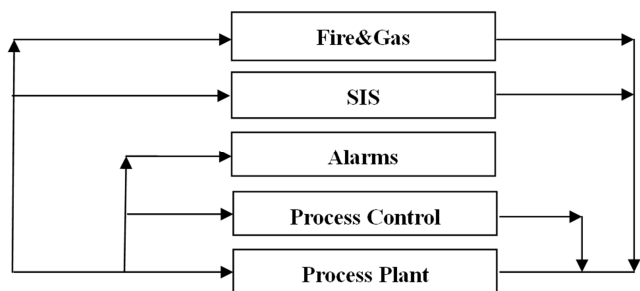 Fire&Gas
SIS
Alarms
Process Control
Process Plant